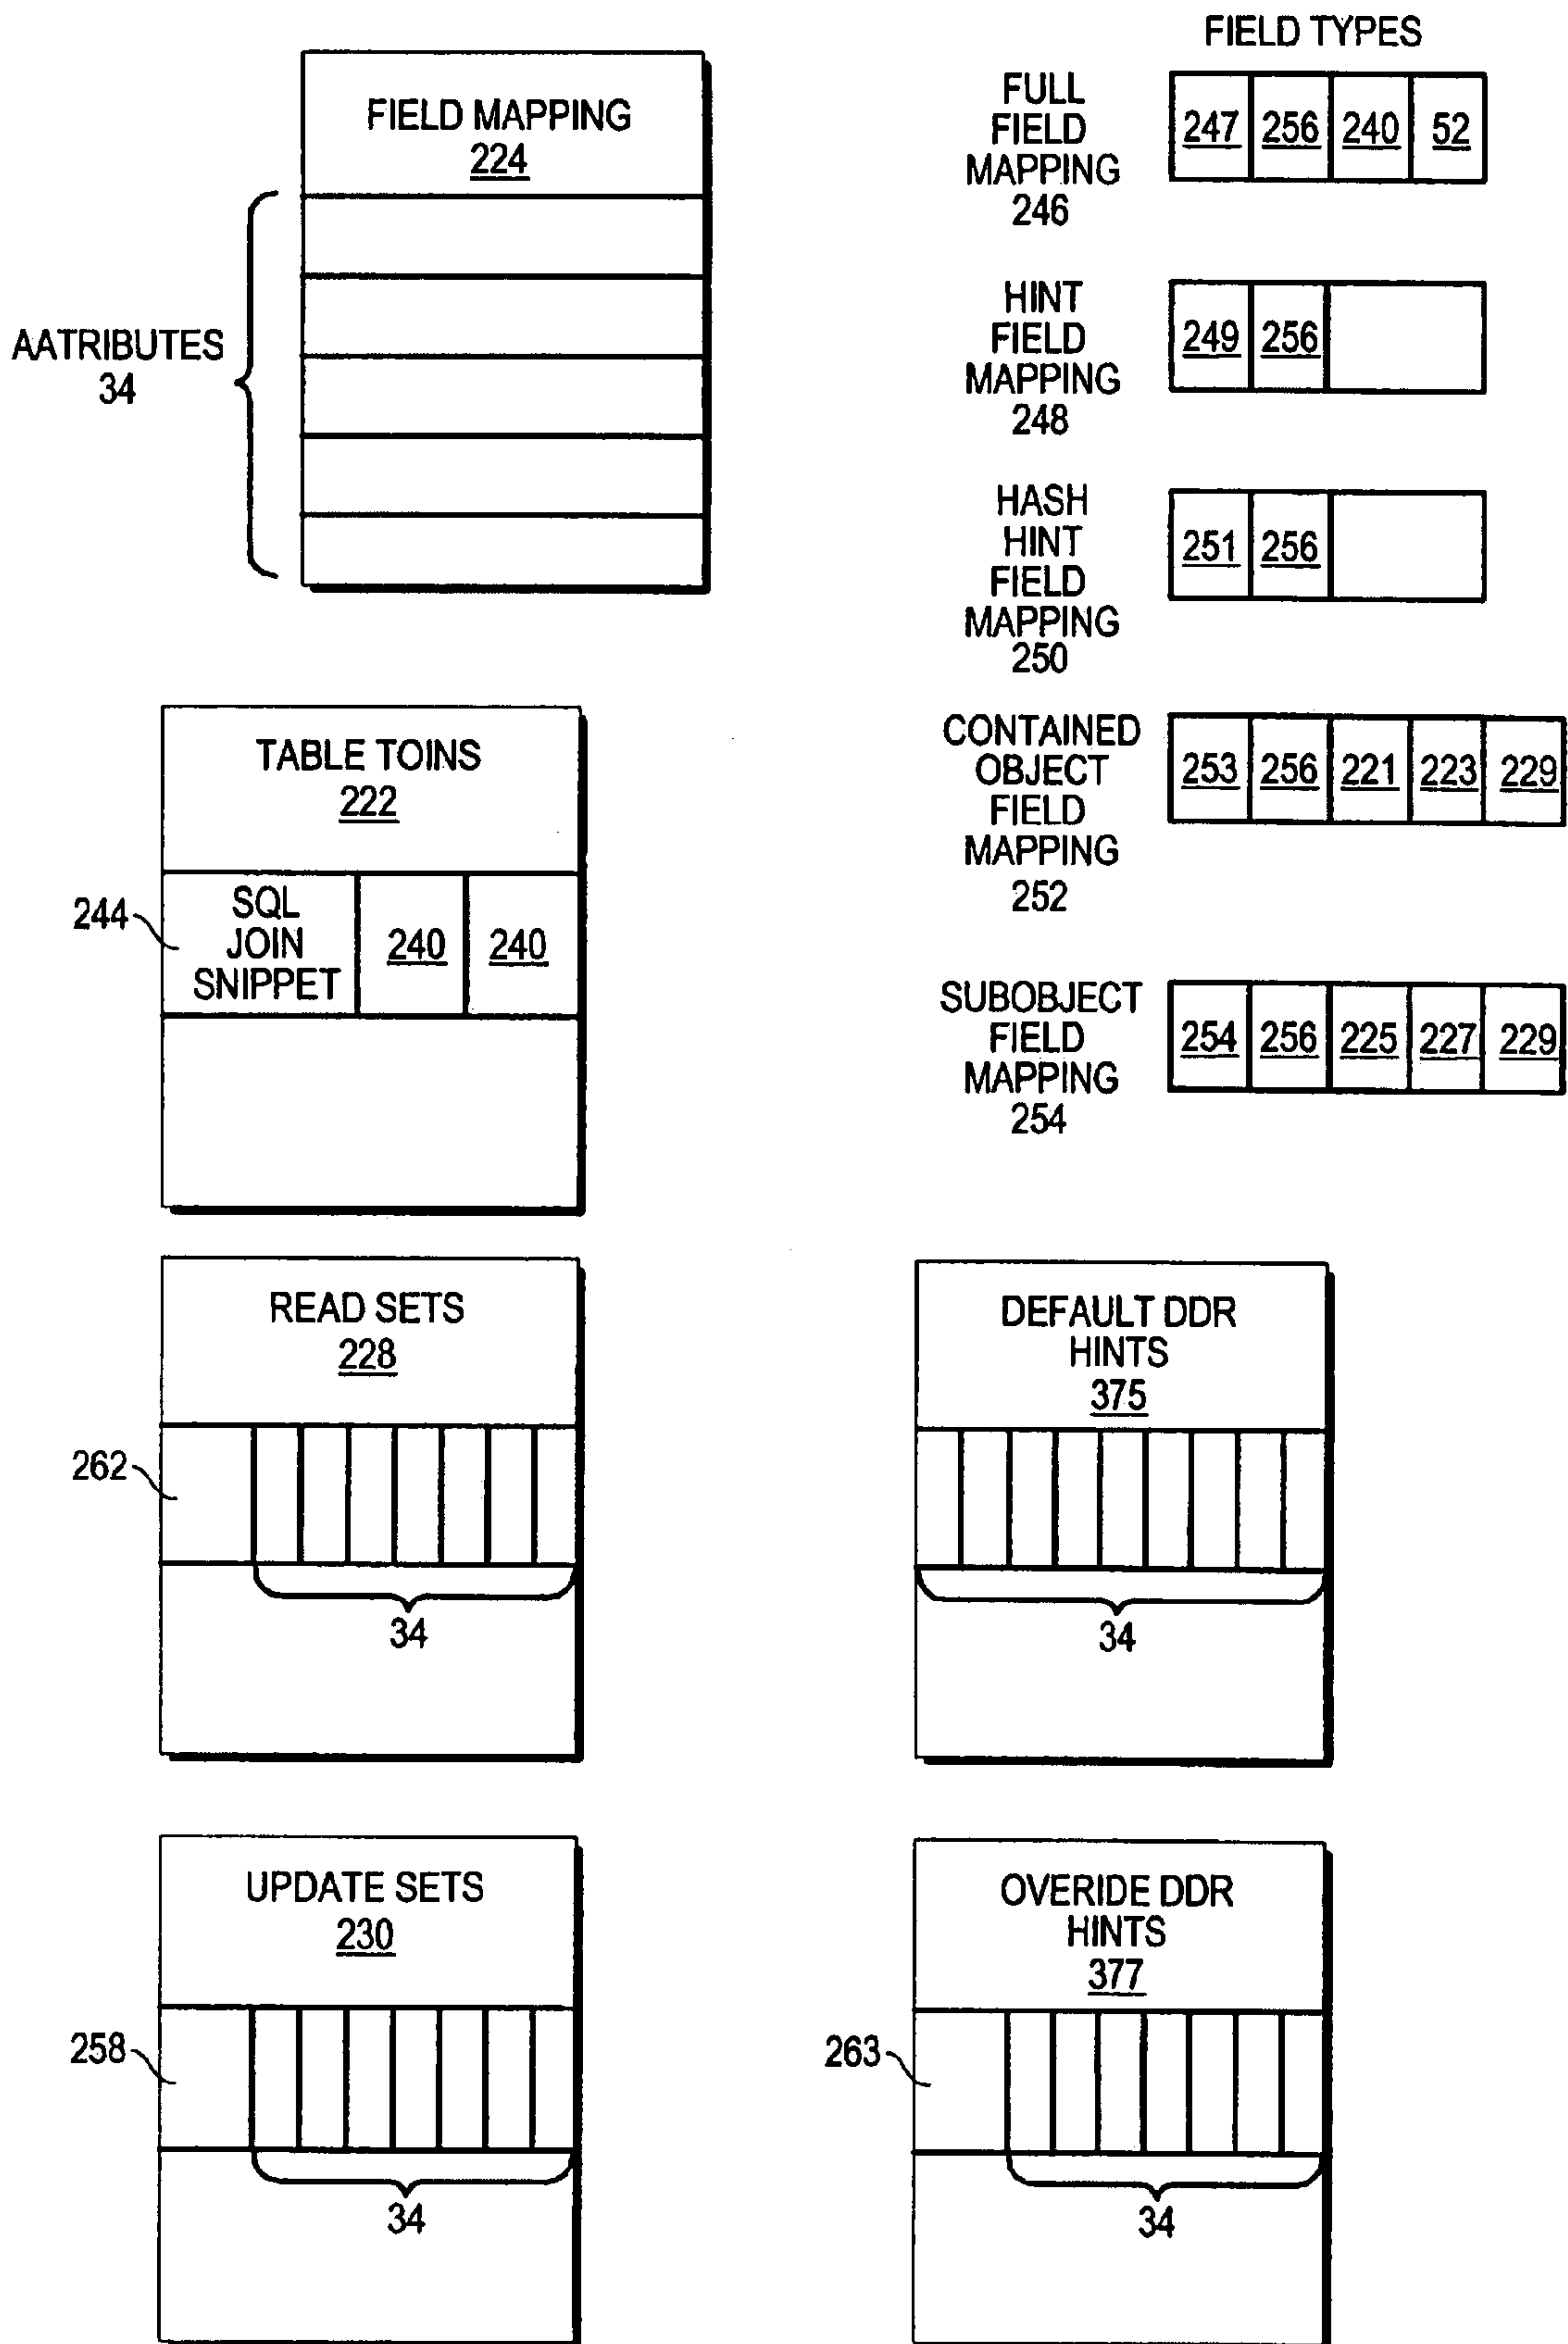 FIELD MAPPING
224
AATRIBUTES
34
FIELD TYPES
FULL
FIELD
MAPPING
246
247 256 240 52
HINT
FIELD
MAPPING
248
249 256
HASH
HINT
FIELD
MAPPING
250
251 256
CONTAINED
OBJECT
FIELD
MAPPING
252
253 256 221 223 229
SUBOBJECT
FIELD
MAPPING
254
254 256 225 227 229
TABLE TOINS
222
244
SQL
JOIN
SNIPPET
240 240
READ SETS
228
262
34
DEFAULT DDR
HINTS
375
34
UPDATE SETS
230
258
34
OVERIDE DDR
HINTS
377
263
34